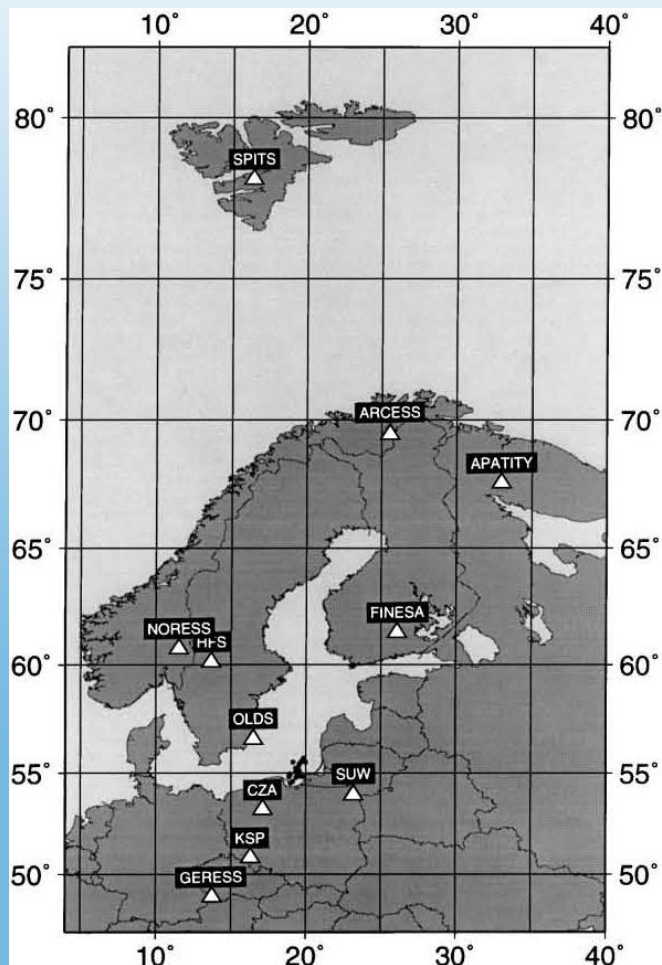 10° 20° 30° 40°
80° 80°
SPITS
75° 75°
70° 70°
ARCESS
APATITY
65° 65°
FINESA
NORESS
HFS
60° 60°
OLDS
55° 55°
SUW
CZA
KSP
50° 50°
GERESS
10° 20° 30° 40°